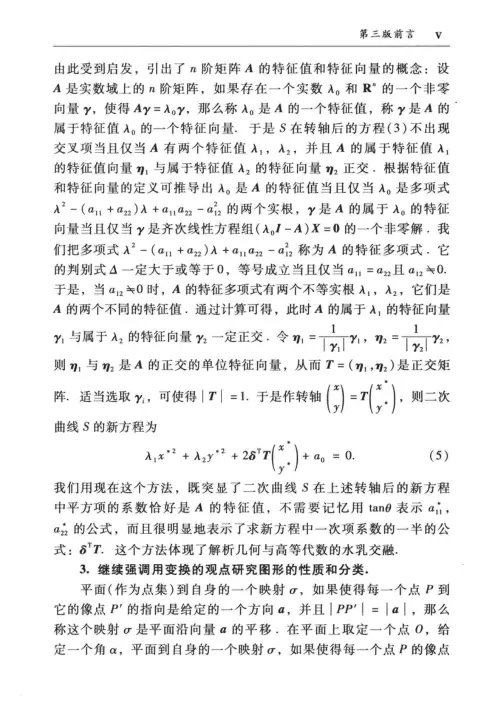 第三版前言 V
由此受到启发，引出了 n 阶矩阵 A 的特征值和特征向量的概念：设
A 是实数域上的 n 阶矩阵，如果存在一个实数 λ₀ 和 Rⁿ 的一个非零
向量 γ，使得 Aγ = λ₀γ，那么称 λ₀ 是 A 的一个特征值，称 γ 是 A 的
属于特征值 λ₀ 的一个特征向量．于是 S 在转轴后的方程(3)不出现
交叉项当且仅当 A 有两个特征值 λ₁，λ₂，并且 A 的属于特征值 λ₁
的特征值向量 η₁ 与属于特征值 λ₂ 的特征向量 η₂ 正交．根据特征值
和特征向量的定义可推导出 λ₀ 是 A 的特征值当且仅当 λ₀ 是多项式
λ² - (a₁₁ + a₂₂)λ + a₁₁a₂₂ - a₁₂² 的两个实根，γ 是 A 的属于 λ₀ 的特征
向量当且仅当 γ 是齐次线性方程组(λ₀I - A)X = 0 的一个非零解．我
们把多项式 λ² - (a₁₁ + a₂₂)λ + a₁₁a₂₂ - a₁₂² 称为 A 的特征多项式．它
的判别式 Δ 一定大于或等于 0，等号成立当且仅当 a₁₁ = a₂₂ 且 a₁₂ ≒ 0.
于是，当 a₁₂ ≒ 0 时，A 的特征多项式有两个不等实根 λ₁，λ₂，它们是
A 的两个不同的特征值．通过计算可得，此时 A 的属于 λ₁ 的特征向量
γ₁ 与属于 λ₂ 的特征向量 γ₂ 一定正交．令 η₁ = 1/|γ₁| γ₁，η₂ = 1/|γ₂| γ₂，
则 η₁ 与 η₂ 是 A 的正交的单位特征向量，从而 T = (η₁,η₂)是正交矩
阵．适当选取 γᵢ，可使得|T| = 1. 于是作转轴 (x y) = T(x* y*)，则二次
曲线 S 的新方程为
λ₁x*² + λ₂y*² + 2δᵀT(x* y*) + a₀ = 0. (5)
我们用现在这个方法，既突显了二次曲线 S 在上述转轴后的新方程
中平方项的系数恰好是 A 的特征值，不需要记忆用 tanθ 表示 a₁₁*，
a₂₂* 的公式，而且很明显地表示了求新方程中一次项系数的一半的公
式：δᵀT. 这个方法体现了解析几何与高等代数的水乳交融．
3. 继续强调用变换的观点研究图形的性质和分类．
平面(作为点集)到自身的一个映射 σ，如果使得每一个点 P 到
它的像点 P′ 的指向是给定的一个方向 a，并且|PP′| = |a|，那么
称这个映射 σ 是平面沿向量 a 的平移．在平面上取定一个点 O，给
定一个角 α，平面到自身的一个映射 σ，如果使得每一个点 P 的像点